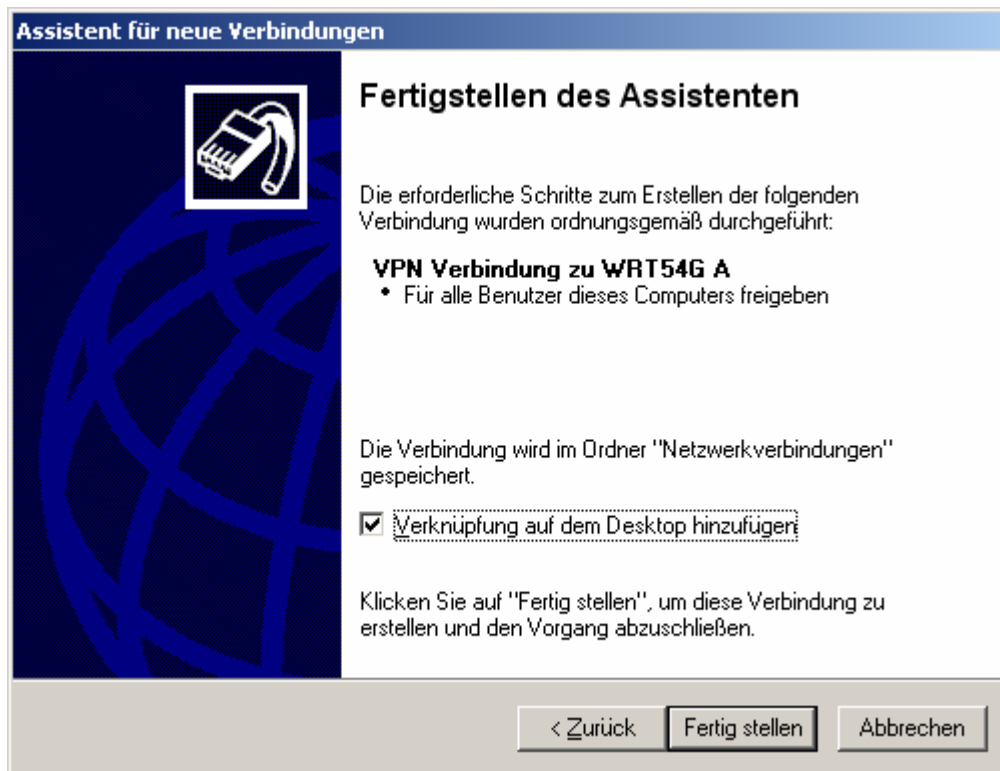 Assistent für neue Verbindungen
Fertigstellen des Assistenten
Die erforderliche Schritte zum Erstellen der folgenden
Verbindung wurden ordnungsgemäß durchgeführt:
VPN Verbindung zu WRT54G A
• Für alle Benutzer dieses Computers freigeben
Die Verbindung wird im Ordner "Netzwerkverbindungen"
gespeichert.
Verknüpfung auf dem Desktop hinzufügen
Klicken Sie auf "Fertig stellen", um diese Verbindung zu
erstellen und den Vorgang abzuschließen.
< Zurück Fertig stellen Abbrechen